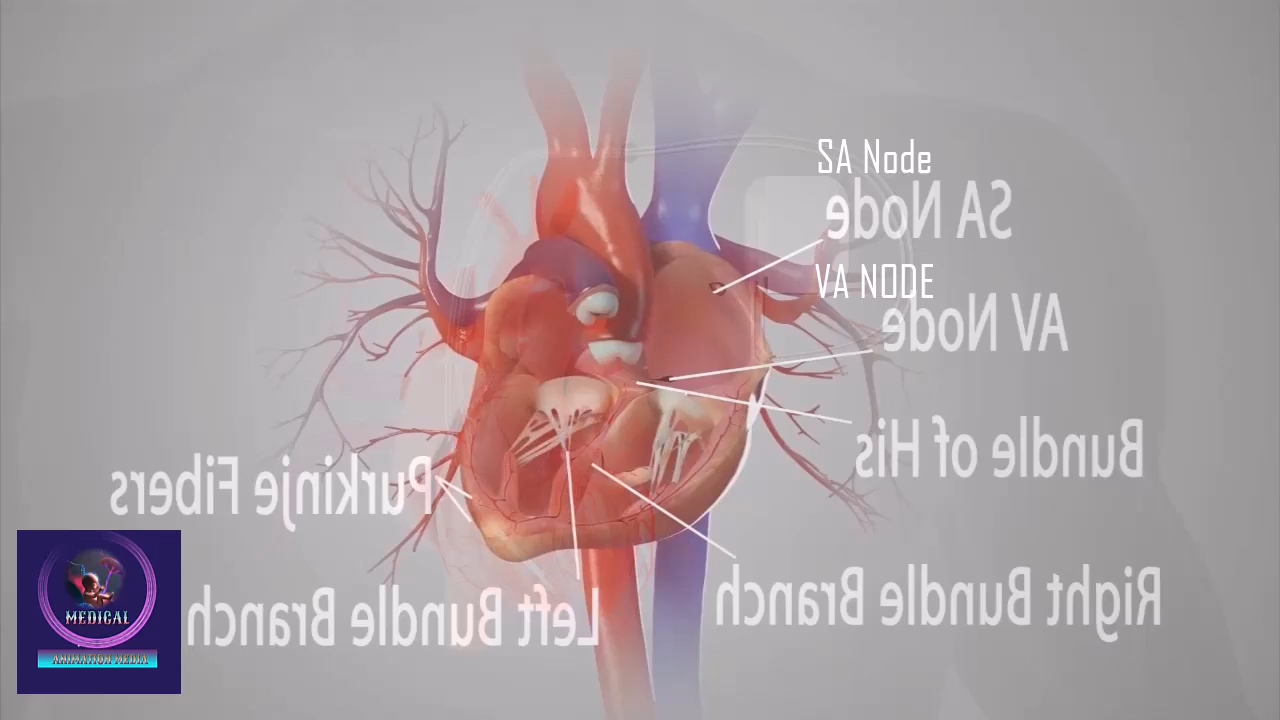 SA Node
SA Node
VA NODE
AV Node
Bundle of His
Purkinje Fibers
Right Bundle Branch
Left Bundle Branch
MEDICAL
ANIMATION MEDIA